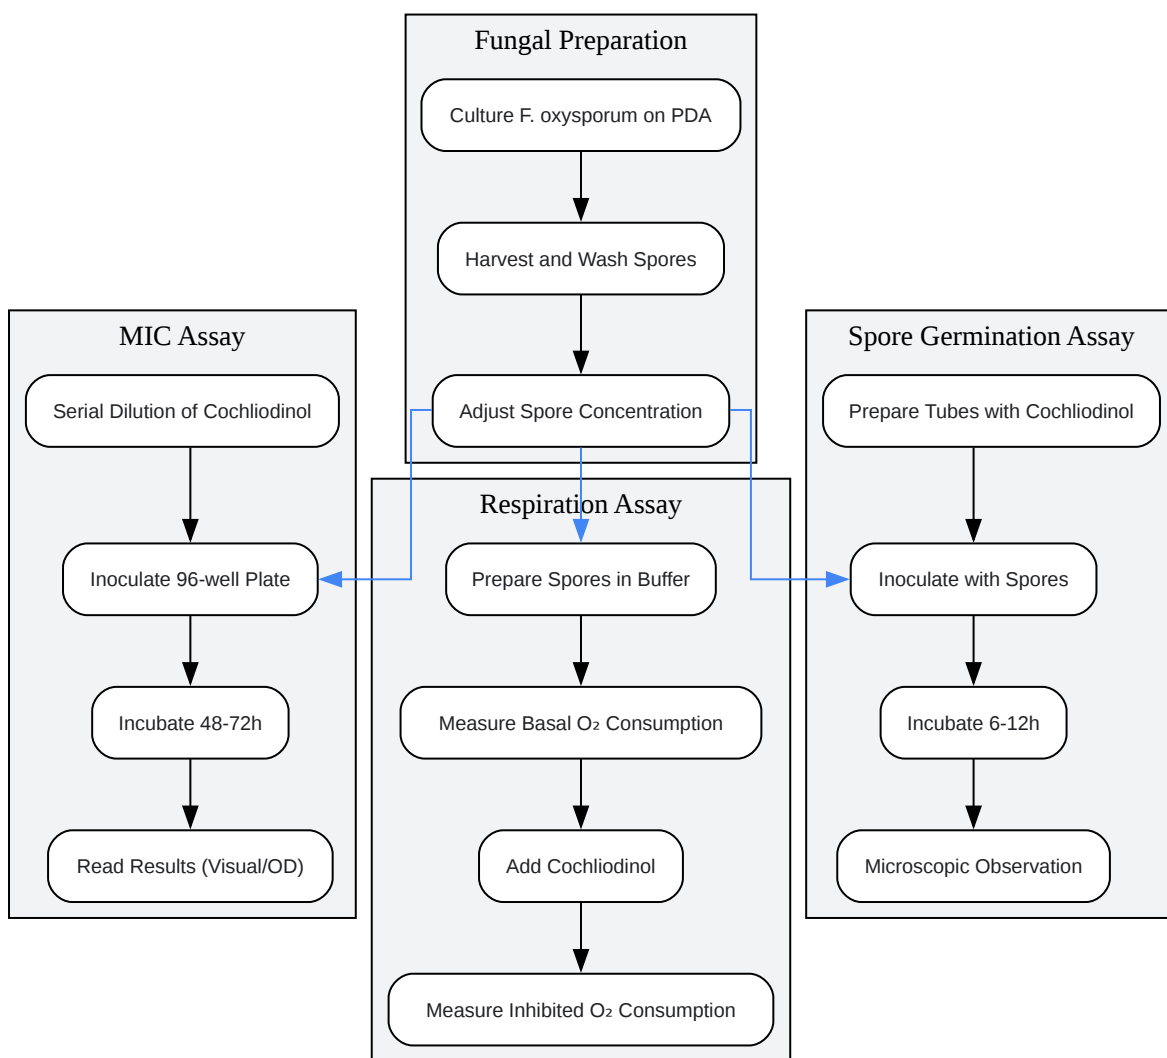 Fungal Preparation
Culture F. oxysporum on PDA
Harvest and Wash Spores
Adjust Spore Concentration
MIC Assay
Serial Dilution of Cochliodinol
Inoculate 96-well Plate
Incubate 48-72h
Read Results (Visual/OD)
Respiration Assay
Prepare Spores in Buffer
Measure Basal O₂ Consumption
Add Cochliodinol
Measure Inhibited O₂ Consumption
Spore Germination Assay
Prepare Tubes with Cochliodinol
Inoculate with Spores
Incubate 6-12h
Microscopic Observation